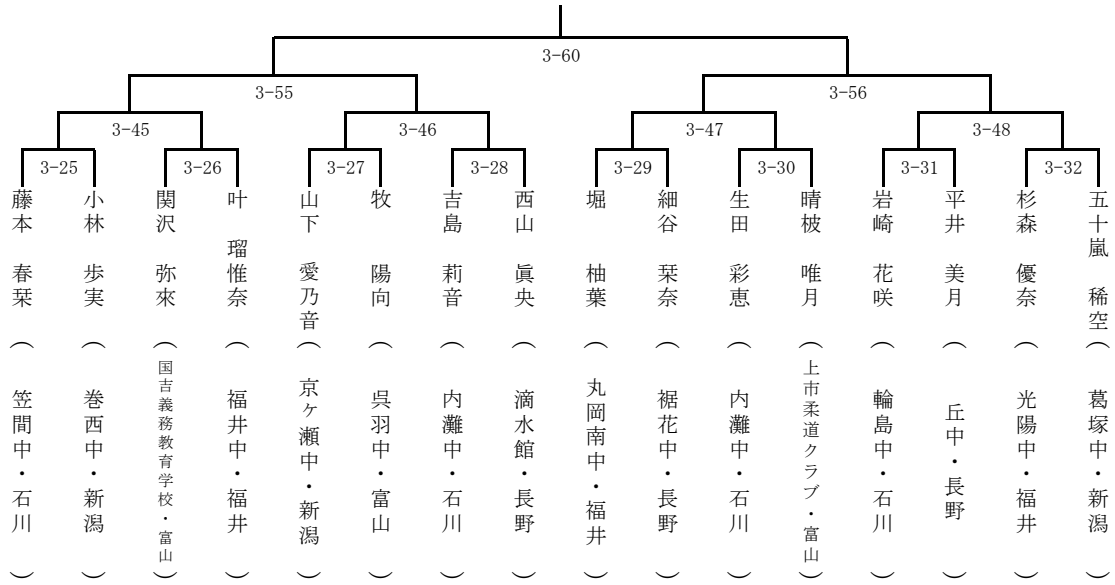 3-60
3-55
3-56
3-45
3-46
3-47
3-48
3-25
3-26
3-27
3-28
3-29
3-30
3-31
3-32
藤本 春栞（笠間中・石川）
小林 歩実（巻西中・新潟）
関沢 弥來（国吉義務教育学校・富山）
叶 瑠惟奈（福井中・福井）
山下 愛乃音（京ヶ瀬中・新潟）
牧 陽向（呉羽中・富山）
吉島 莉音（内灘中・石川）
西山 眞央（滴水館・長野）
堀 柚葉（丸岡南中・福井）
細谷 栞奈（裾花中・長野）
生田 彩恵（内灘中・石川）
晴柀 唯月（上市柔道クラブ・富山）
岩崎 花咲（輪島中・石川）
平井 美月（丘中・長野）
杉森 優奈（光陽中・福井）
五十嵐 稀空（葛塚中・新潟）